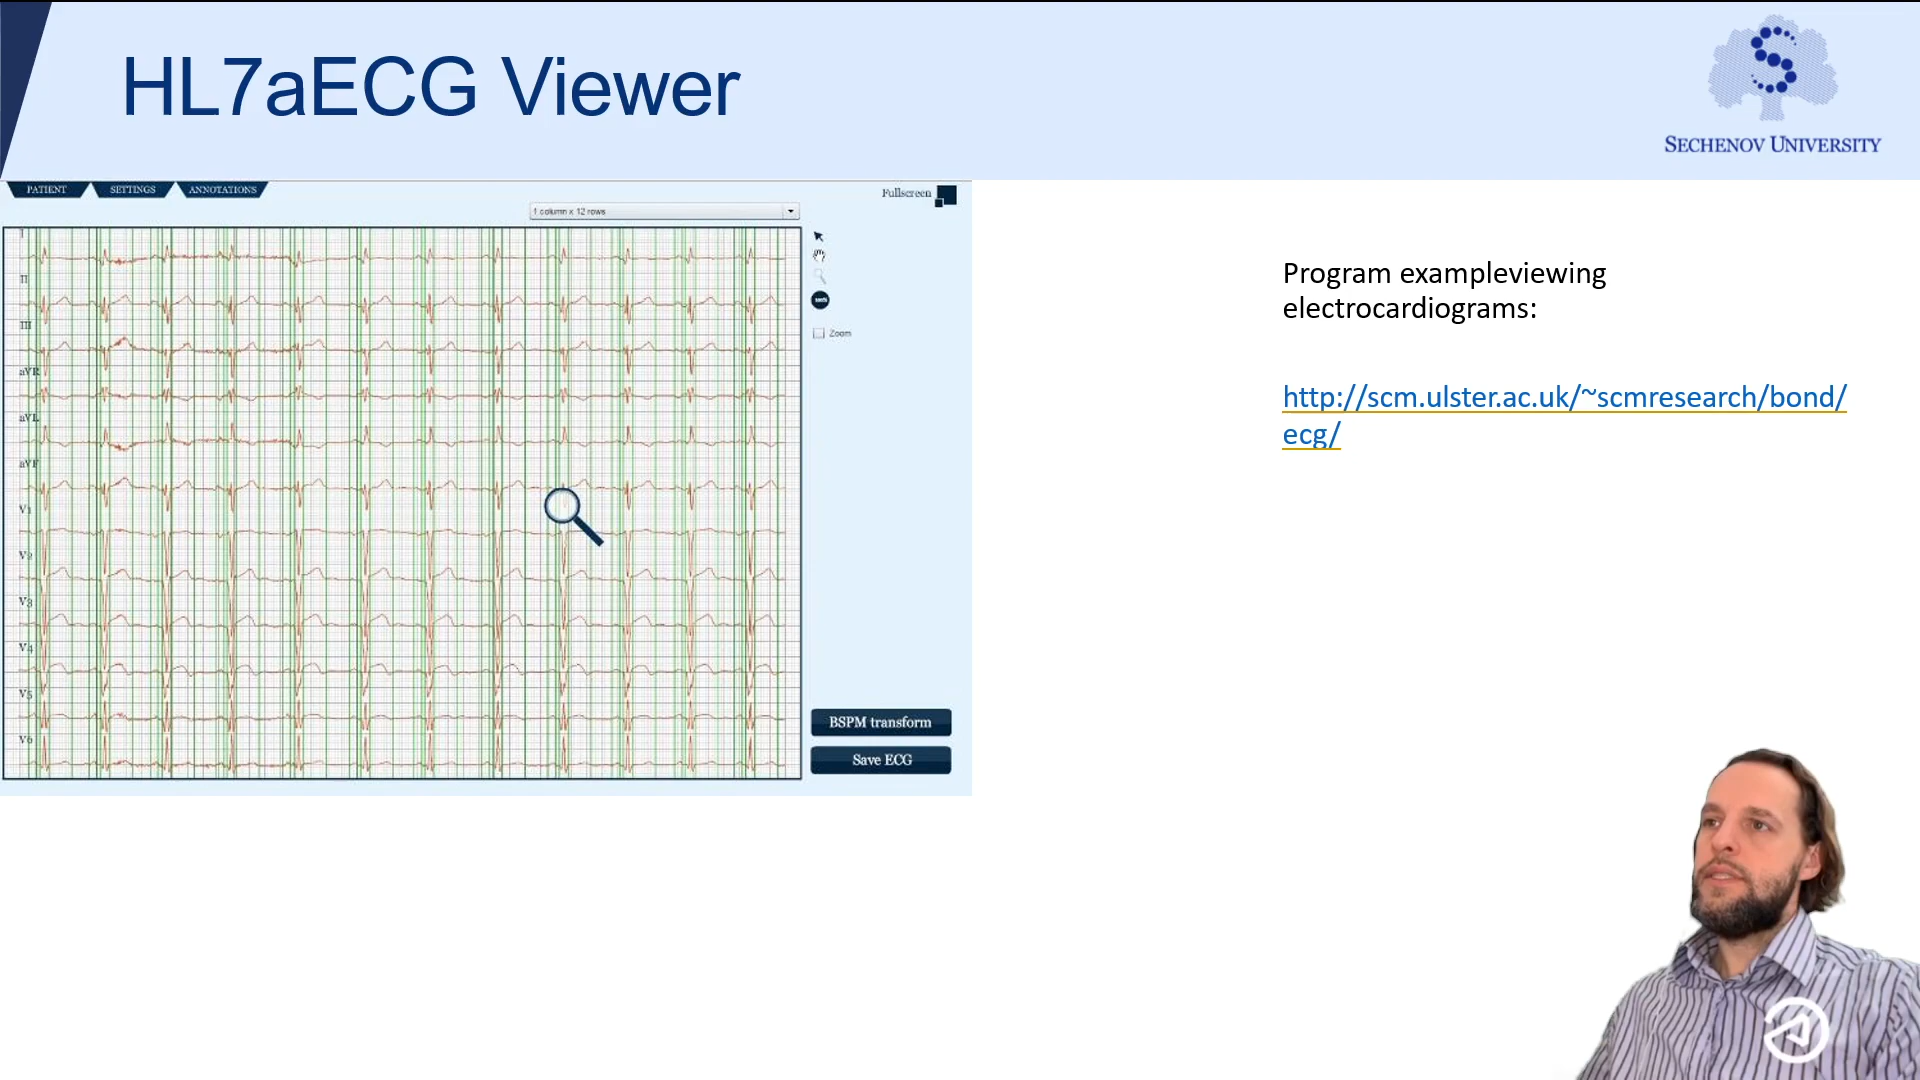 HL7aECG Viewer
SECHENOV UNIVERSITY
PATIENT
SETTINGS
ANNOTATIONS
Fullscreen
1 column x 12 rows
I
II
III
aVR
aVL
aVF
V1
V2
V3
V4
V5
V6
100%
Zoom
BSPM transform
Save ECG
Program exampleviewing
electrocardiograms:
http://scm.ulster.ac.uk/~scmresearch/bond/
ecg/